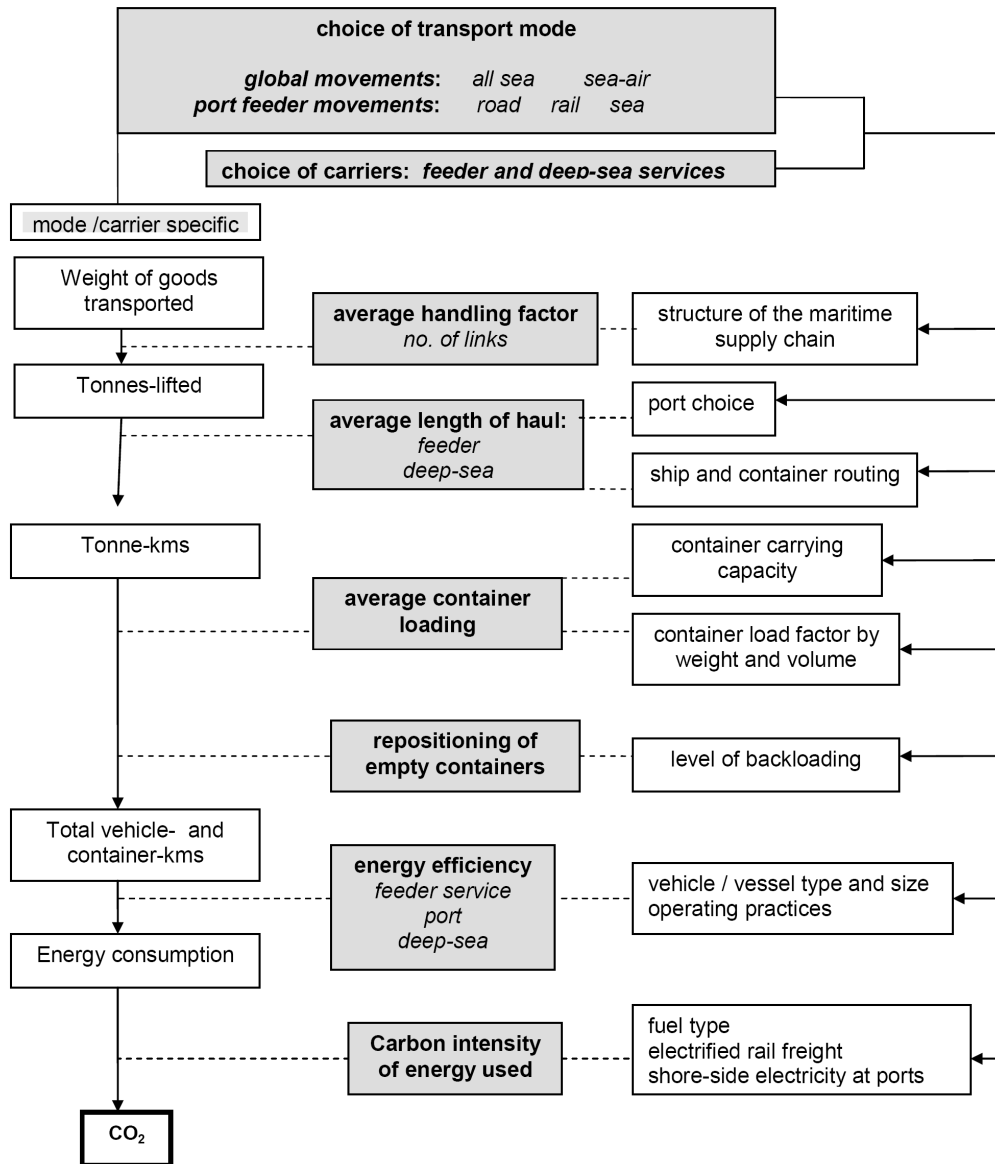 choice of transport mode
global movements: all sea sea-air
port feeder movements: road rail sea
choice of carriers: feeder and deep-sea services
mode /carrier specific
Weight of goods
transported
average handling factor
no. of links
structure of the maritime
supply chain
Tonnes-lifted
average length of haul:
feeder
deep-sea
port choice
ship and container routing
Tonne-kms
container carrying
capacity
average container
loading
container load factor by
weight and volume
repositioning of
empty containers
level of backloading
Total vehicle- and
container-kms
energy efficiency
feeder service
port
deep-sea
vehicle / vessel type and size
operating practices
Energy consumption
Carbon intensity
of energy used
fuel type
electrified rail freight
shore-side electricity at ports
CO₂